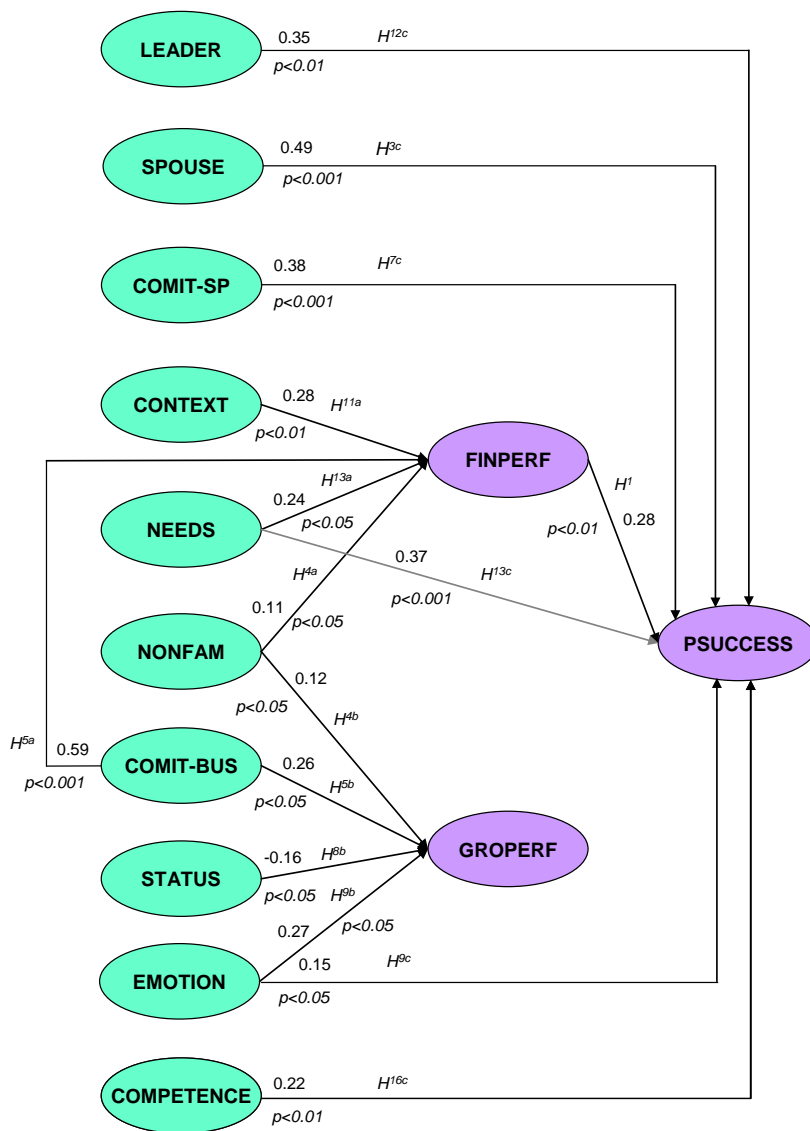 LEADER
0.35
H12c
p<0.01
SPOUSE
0.49
H3c
p<0.001
COMIT-SP
0.38
H7c
p<0.001
CONTEXT
0.28
H11a
p<0.01
FINPERF
H1
p<0.01
0.28
NEEDS
H13a
0.24
p<0.05
0.37
H13c
p<0.001
PSUCCESS
NONFAM
H4a
0.11
p<0.05
0.12
p<0.05
H4b
H5a
0.59
p<0.001
COMIT-BUS
0.26
p<0.05
H5b
GROPERF
STATUS
-0.16
H8b
p<0.05
H9b
EMOTION
0.27
p<0.05
0.15
H9c
p<0.05
COMPETENCE
0.22
H16c
p<0.01